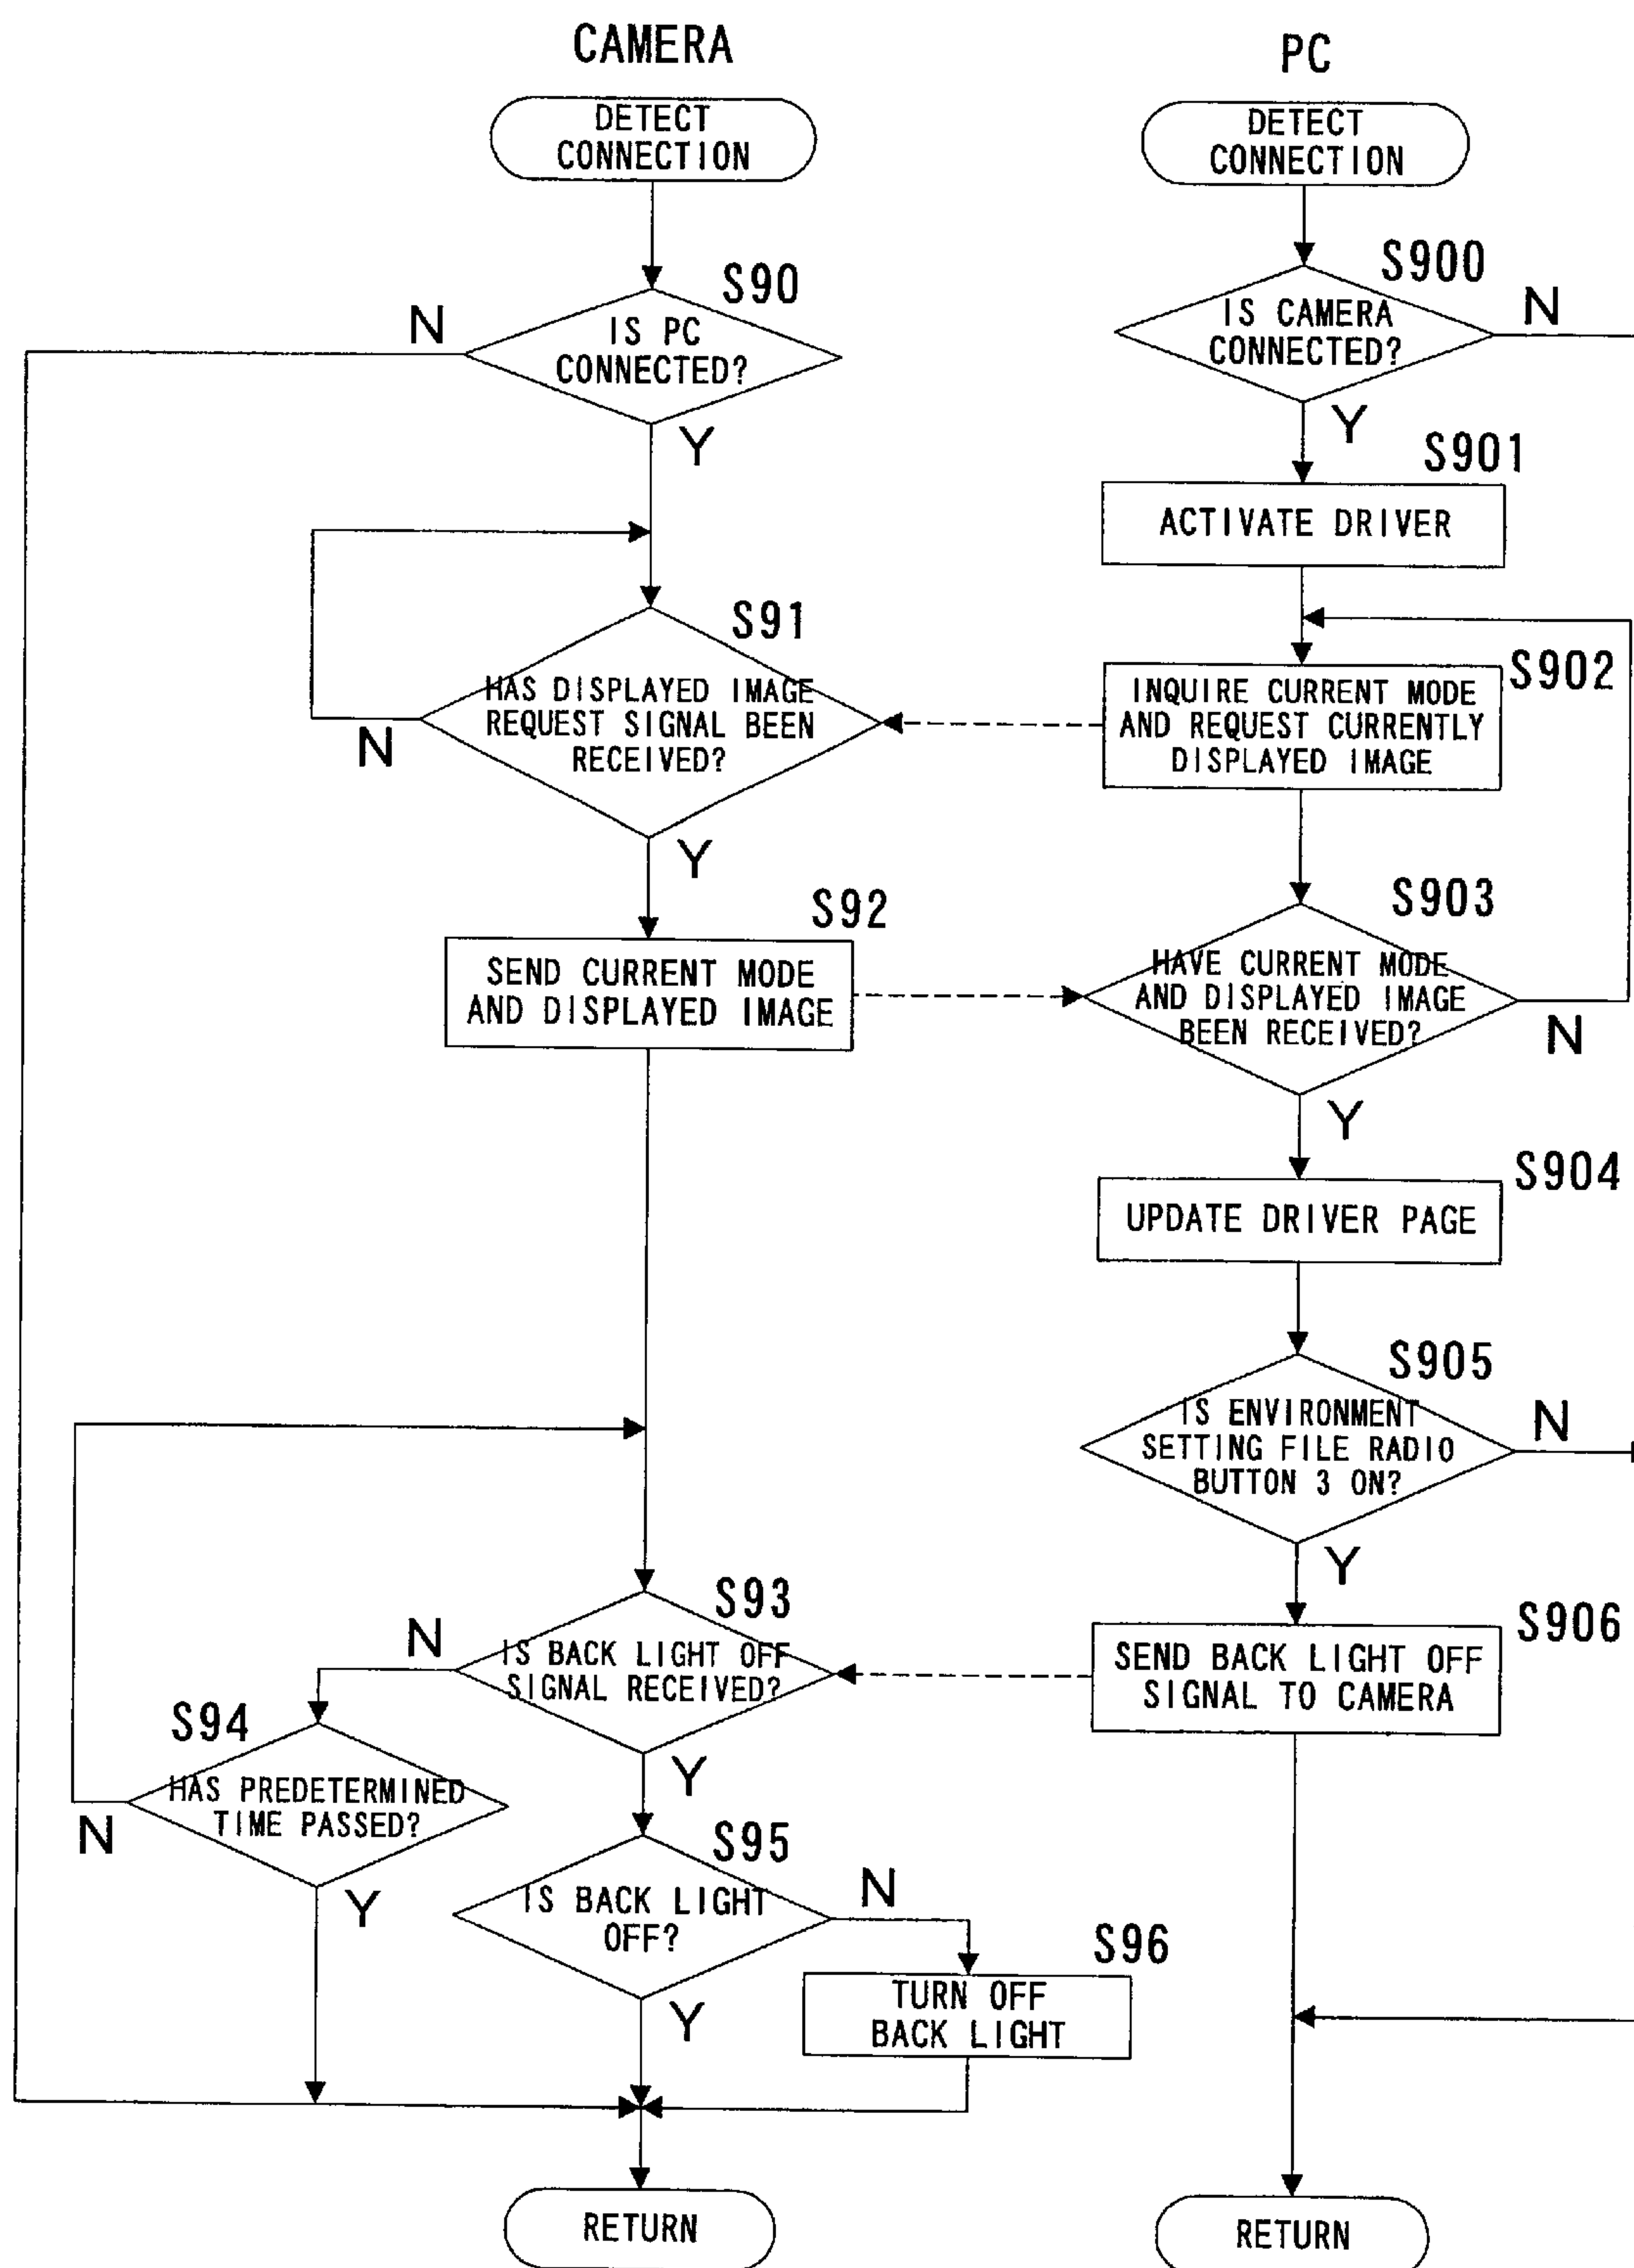 CAMERA
DETECT
CONNECTION
S90
N
IS PC
CONNECTED?
Y
S91
HAS DISPLAYED IMAGE
REQUEST SIGNAL BEEN
RECEIVED?
N
Y
S92
SEND CURRENT MODE
AND DISPLAYED IMAGE
S93
N
IS BACK LIGHT OFF
SIGNAL RECEIVED?
Y
S94
HAS PREDETERMINED
TIME PASSED?
N
Y
S95
IS BACK LIGHT
OFF?
N
Y
S96
TURN OFF
BACK LIGHT
RETURN
PC
DETECT
CONNECTION
S900
IS CAMERA
CONNECTED?
N
Y
S901
ACTIVATE DRIVER
S902
INQUIRE CURRENT MODE
AND REQUEST CURRENTLY
DISPLAYED IMAGE
S903
HAVE CURRENT MODE
AND DISPLAYED IMAGE
BEEN RECEIVED?
N
Y
S904
UPDATE DRIVER PAGE
S905
IS ENVIRONMENT
SETTING FILE RADIO
BUTTON 3 ON?
N
Y
S906
SEND BACK LIGHT OFF
SIGNAL TO CAMERA
RETURN